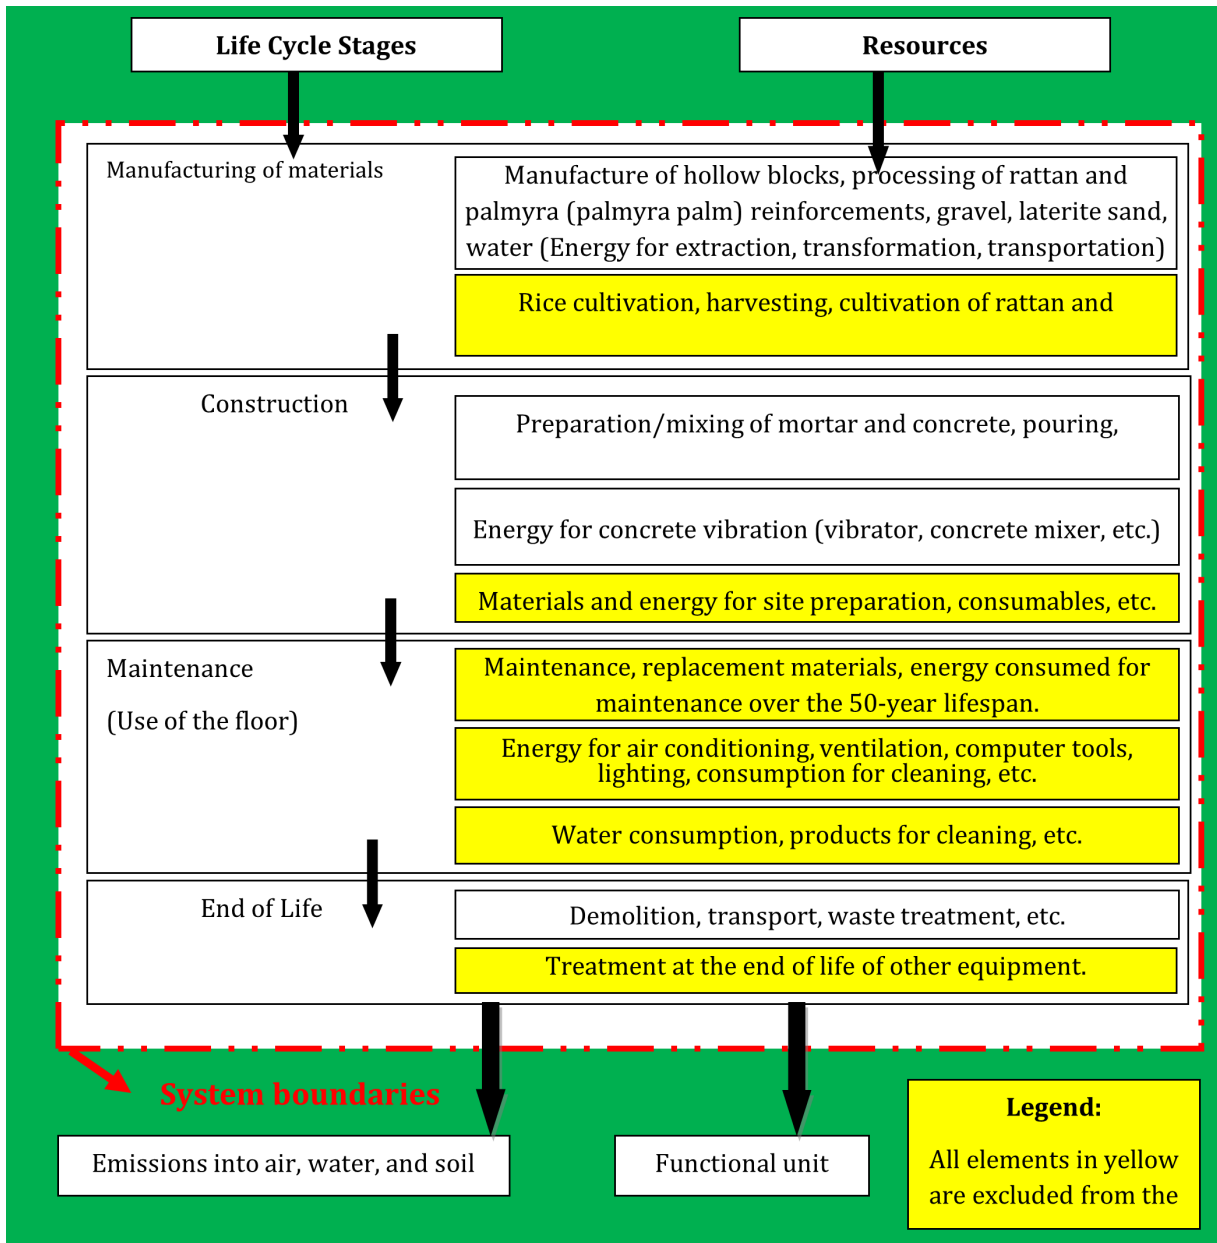 Life Cycle Stages
Resources
Manufacturing of materials
Manufacture of hollow blocks, processing of rattan and
palmyra (palmyra palm) reinforcements, gravel, laterite sand,
water (Energy for extraction, transformation, transportation)
Rice cultivation, harvesting, cultivation of rattan and
Construction
Preparation/mixing of mortar and concrete, pouring,
Energy for concrete vibration (vibrator, concrete mixer, etc.)
Materials and energy for site preparation, consumables, etc.
Maintenance
(Use of the floor)
Maintenance, replacement materials, energy consumed for
maintenance over the 50-year lifespan.
Energy for air conditioning, ventilation, computer tools,
lighting, consumption for cleaning, etc.
Water consumption, products for cleaning, etc.
End of Life
Demolition, transport, waste treatment, etc.
Treatment at the end of life of other equipment.
System boundaries
Emissions into air, water, and soil
Functional unit
Legend:
All elements in yellow
are excluded from the